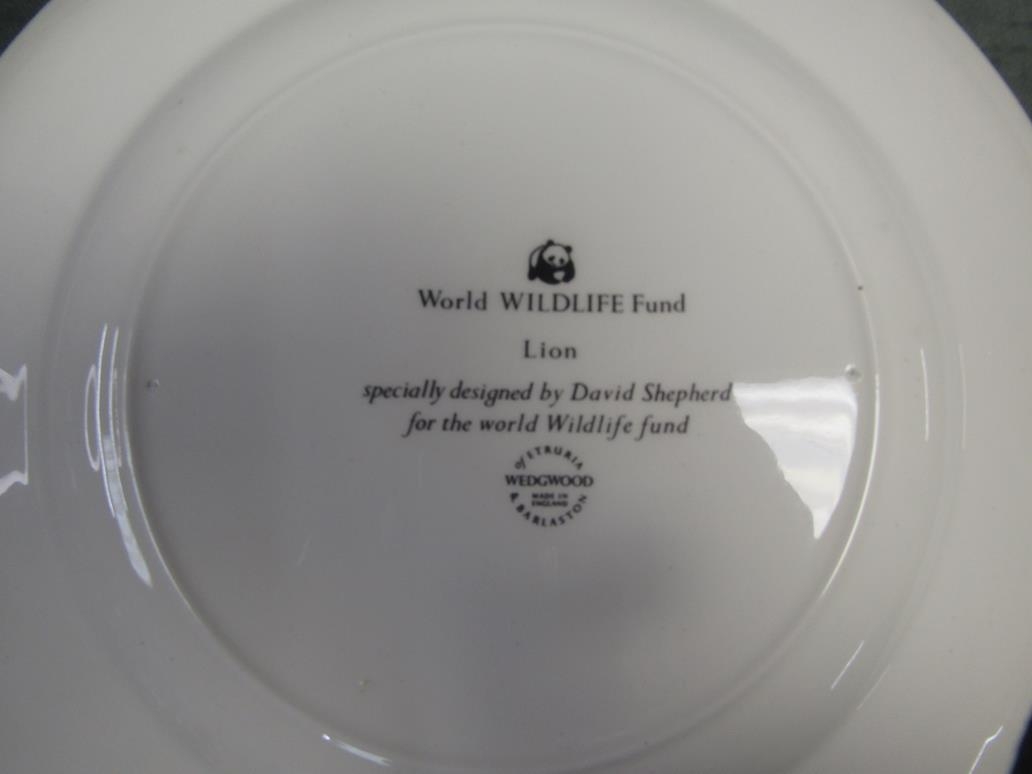 World WILDLIFE Fund
Lion
specially designed by David Shepherd
for the world Wildlife fund
of ETRURIA
WEDGWOOD
MADE IN
ENGLAND
& BARLASTON